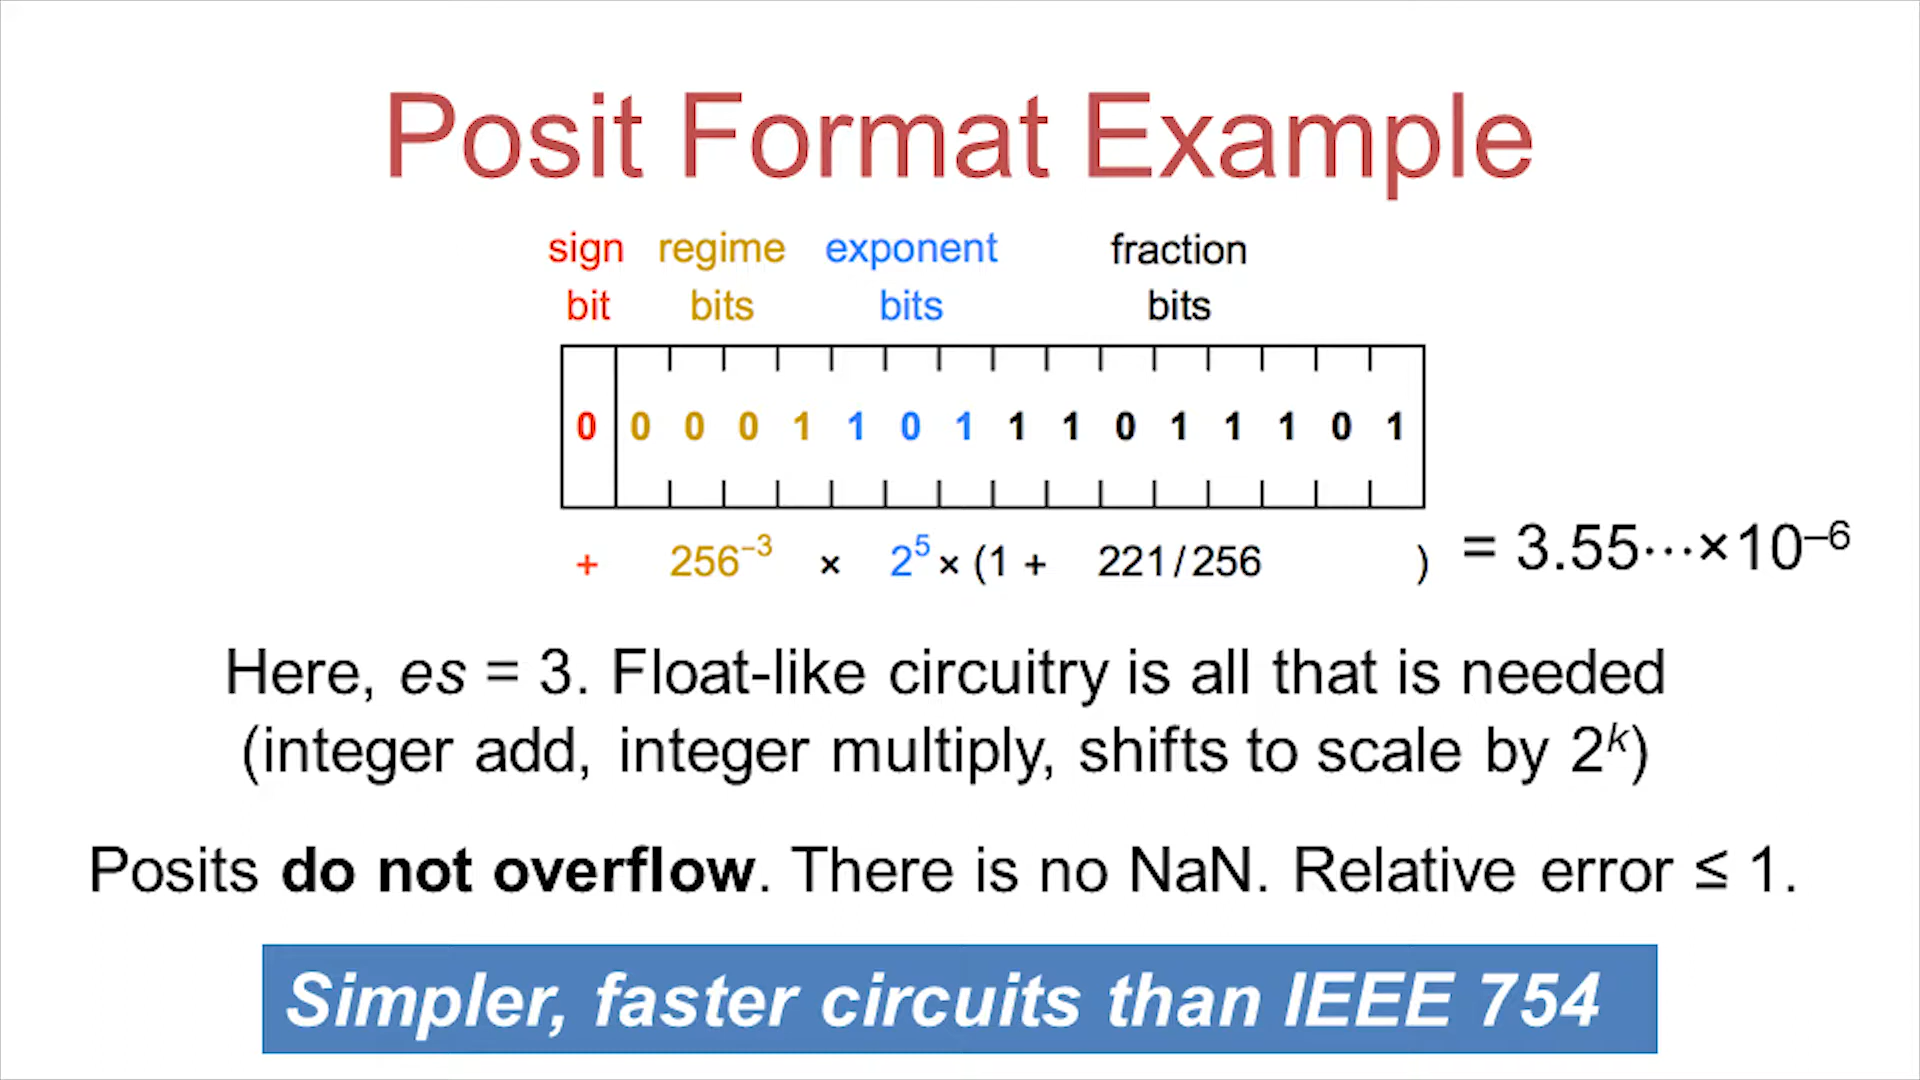 Posit Format Example
sign regime exponent fraction
bit bits bits bits
0 0 0 0 1 1 0 1 1 1 0 1 1 1 0 1
+ 256⁻³ × 2⁵ × (1 + 221/256 ) = 3.55···×10⁻⁶
Here, es = 3. Float-like circuitry is all that is needed
(integer add, integer multiply, shifts to scale by 2ᵏ)
Posits do not overflow. There is no NaN. Relative error ≤ 1.
Simpler, faster circuits than IEEE 754